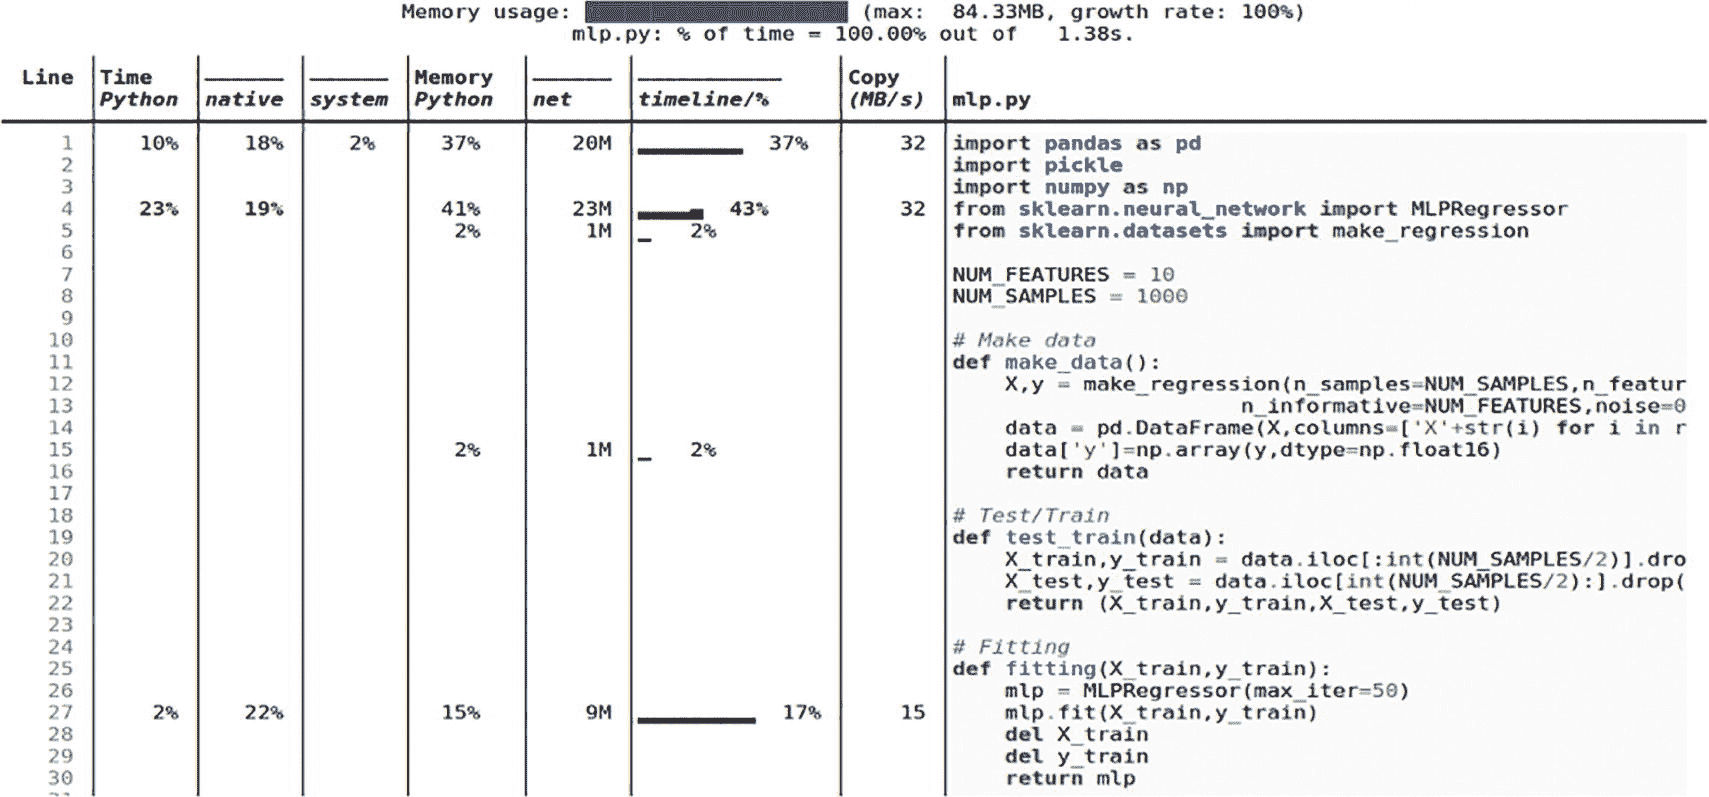 Memory usage: (max: 84.33MB, growth rate: 100%)
mlp.py: % of time = 100.00% out of 1.38s.
Line Time Memory Copy
Python native system Python net timeline/% (MB/s) mlp.py
1 10% 18% 2% 37% 20M 37% 32 import pandas as pd
2 import pickle
3 import numpy as np
4 23% 19% 41% 23M 43% 32 from sklearn.neural_network import MLPRegressor
5 2% 1M 2% from sklearn.datasets import make_regression
6
7 NUM_FEATURES = 10
8 NUM_SAMPLES = 1000
9
10 # Make data
11 def make_data():
12 X,y = make_regression(n_samples=NUM_SAMPLES,n_featur
13 n_informative=NUM_FEATURES,noise=0
14 data = pd.DataFrame(X,columns=['X'+str(i) for i in r
15 2% 1M 2% data['y']=np.array(y,dtype=np.float16)
16 return data
17
18 # Test/Train
19 def test_train(data):
20 X_train,y_train = data.iloc[:int(NUM_SAMPLES/2)].dro
21 X_test,y_test = data.iloc[int(NUM_SAMPLES/2):].drop(
22 return (X_train,y_train,X_test,y_test)
23
24 # Fitting
25 def fitting(X_train,y_train):
26 mlp = MLPRegressor(max_iter=50)
27 2% 22% 15% 9M 17% 15 mlp.fit(X_train,y_train)
28 del X_train
29 del y_train
30 return mlp